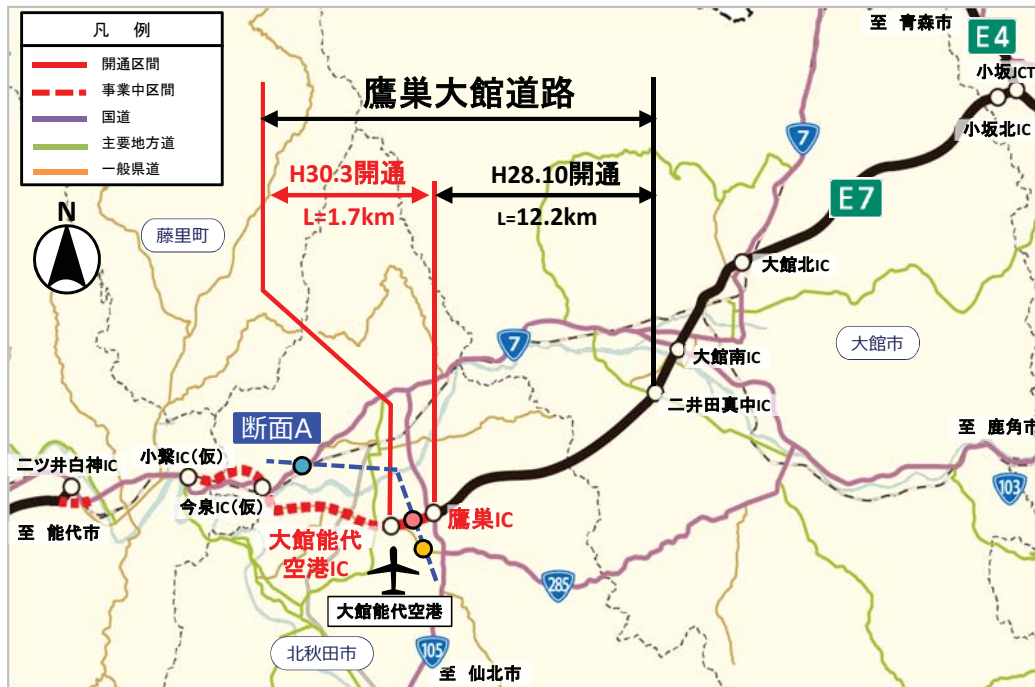 凡 例
開通区間
事業中区間
国道
主要地方道
一般県道
N
至 青森市
E4
小坂JCT
小坂北IC
鷹巣大館道路
7
H30.3開通
H28.10開通
L=1.7km
L=12.2km
E7
藤里町
大館北IC
7
大館市
大館南IC
二井田真中IC
断面A
至 鹿角市
二ツ井白神IC
小繋IC(仮)
103
今泉IC(仮)
鷹巣IC
至 能代市
大館能代
空港IC
285
大館能代空港
北秋田市
105
至 仙北市